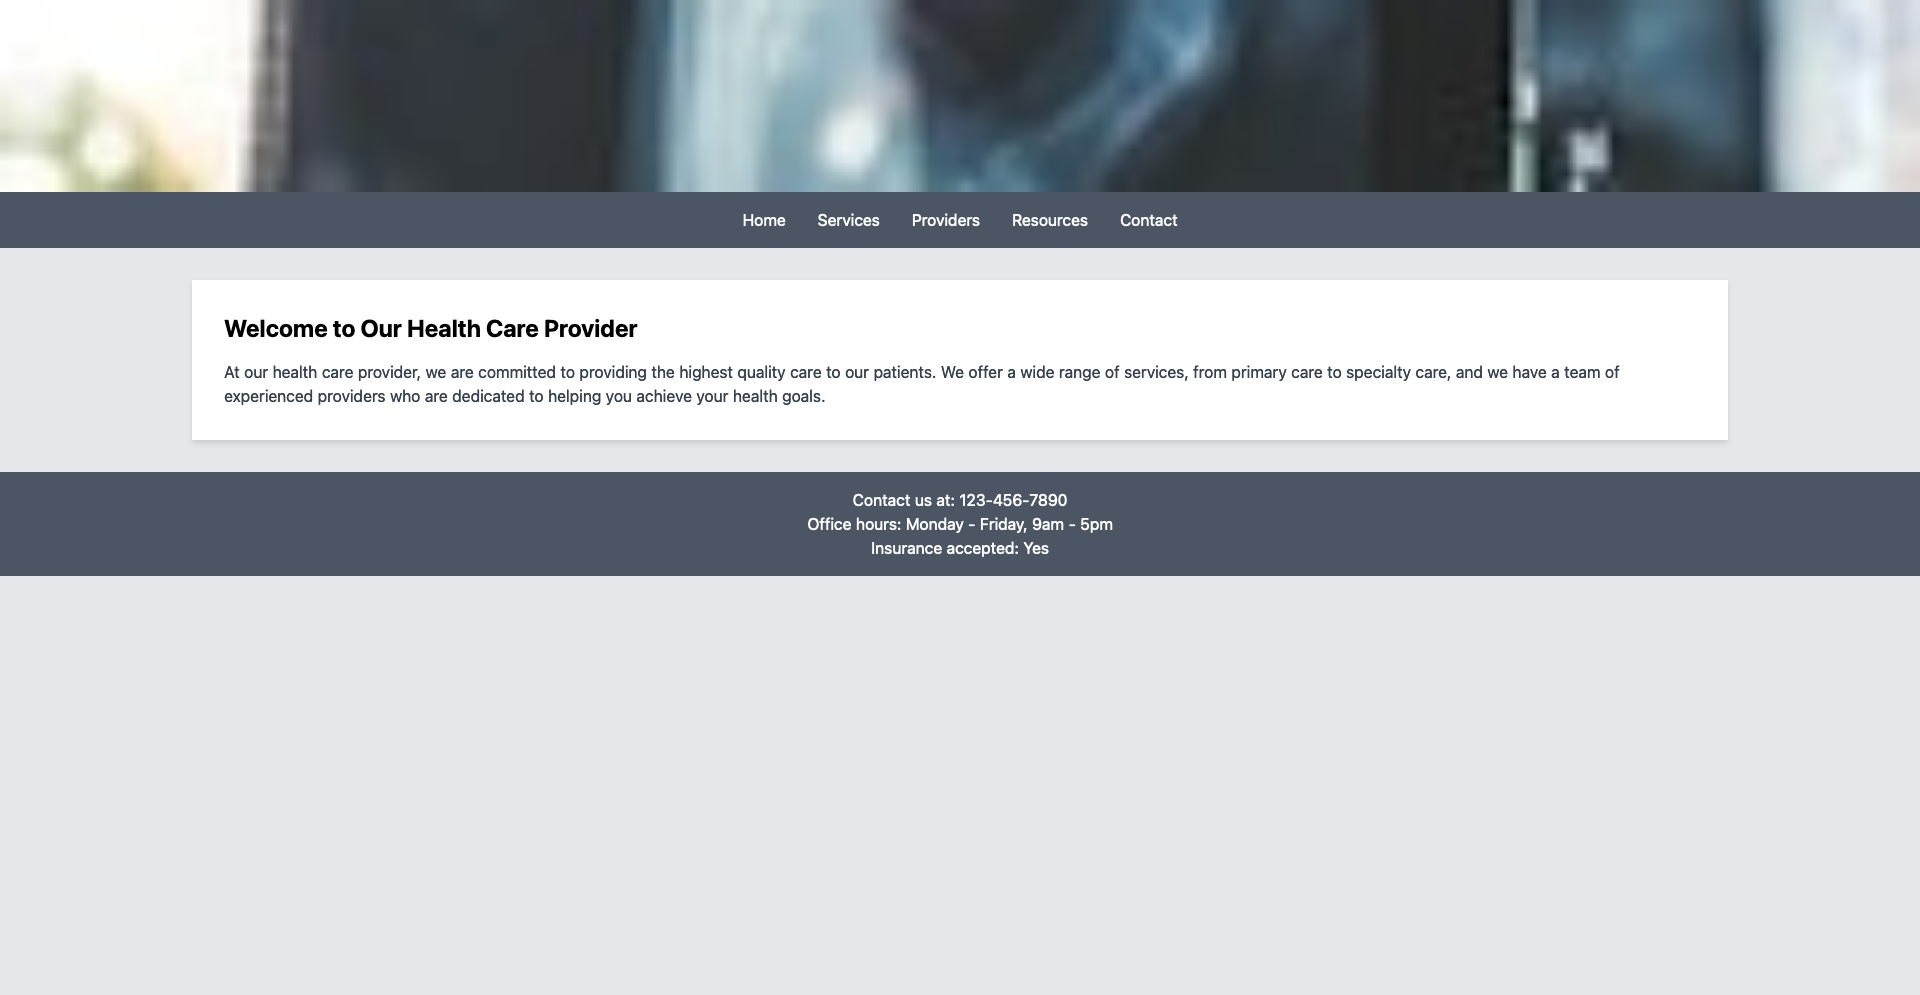 Home Services Providers Resources Contact
Welcome to Our Health Care Provider
At our health care provider, we are committed to providing the highest quality care to our patients. We offer a wide range of services, from primary care to specialty care, and we have a team of
experienced providers who are dedicated to helping you achieve your health goals.
Contact us at: 123-456-7890
Office hours: Monday - Friday, 9am - 5pm
Insurance accepted: Yes